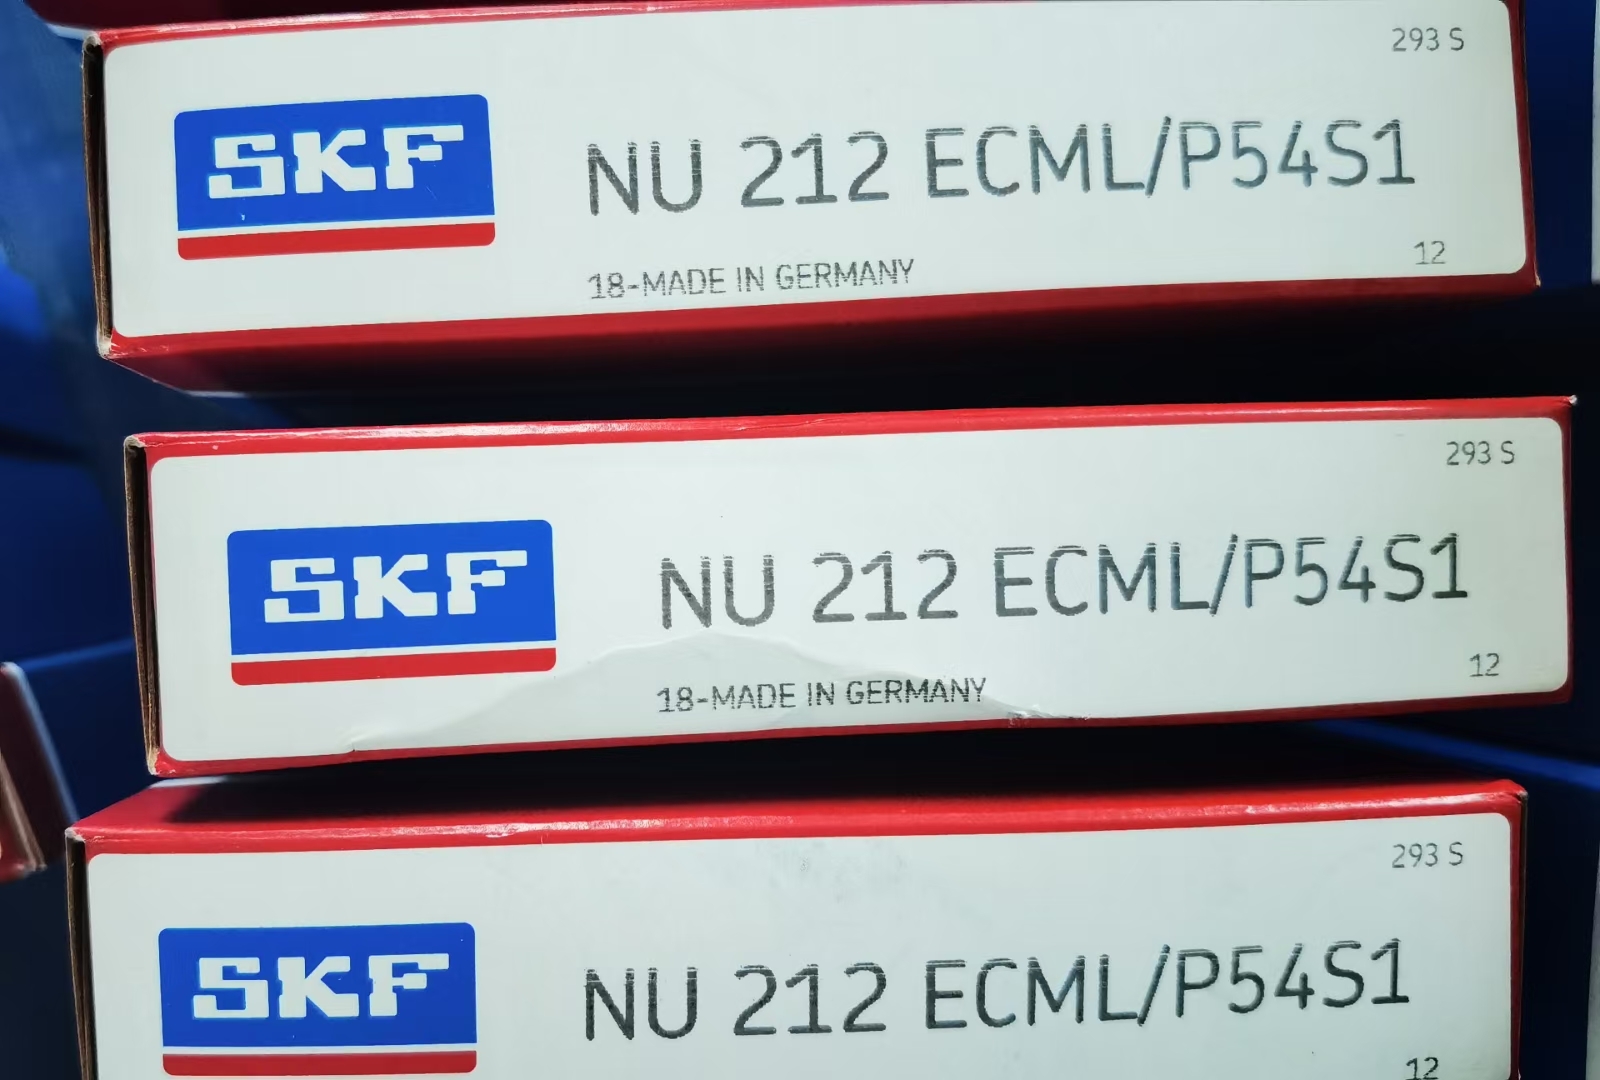 293 S
SKF
NU 212 ECML/P54S1
12
18-MADE IN GERMANY
293 S
SKF
NU 212 ECML/P54S1
12
18-MADE IN GERMANY
293 S
SKF
NU 212 ECML/P54S1
12